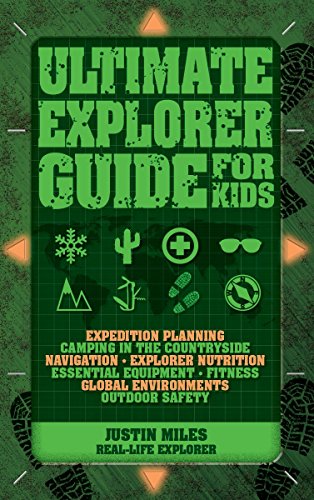 ULTIMATE
EXPLORER
GUIDE FOR
KIDS
EXPEDITION PLANNING
CAMPING IN THE COUNTRYSIDE
NAVIGATION • EXPLORER NUTRITION
ESSENTIAL EQUIPMENT • FITNESS
GLOBAL ENVIRONMENTS
OUTDOOR SAFETY
JUSTIN MILES
REAL-LIFE EXPLORER